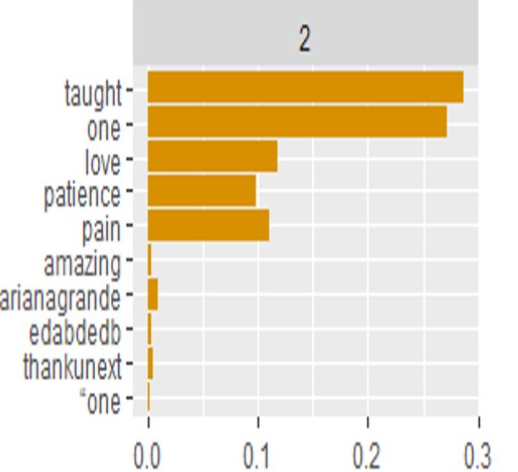 2
taught
one
love
patience
pain
amazing
arianagrande
edabdedb
thankunext
“one
0.0 0.1 0.2 0.3